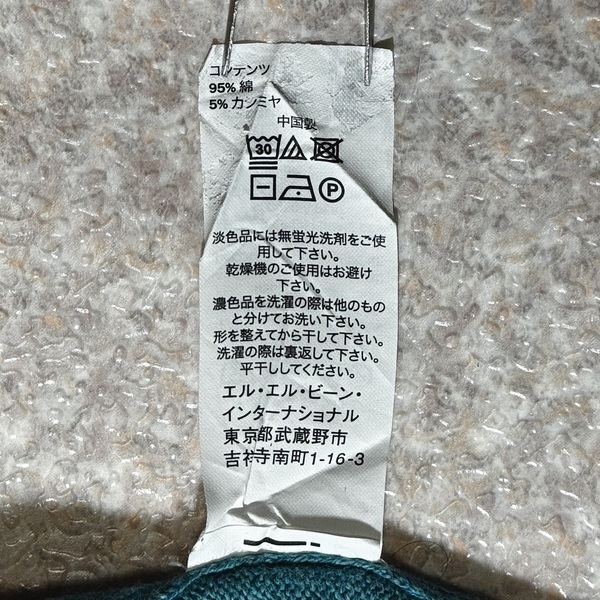 コンテンツ
95% 綿
5% カシミヤ
中国製
30
P
淡色品には無蛍光洗剤をご使
用して下さい。
乾燥機のご使用はお避け
下さい。
濃色品を洗濯の際は他のもの
と分けてお洗い下さい。
形を整えてから干して下さい。
洗濯の際は裏返して下さい。
平干ししてください。
エル・エル・ビーン・
インターナショナル
東京都武蔵野市
吉祥寺南町1-16-3